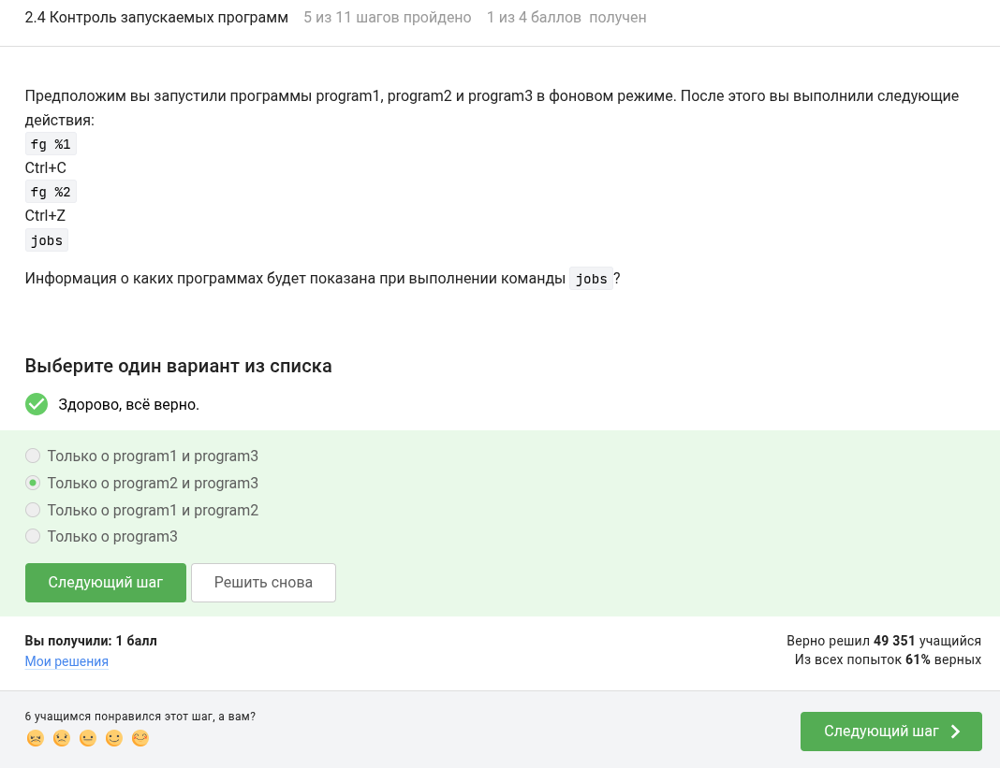 2.4 Контроль запускаемых программ 5 из 11 шагов пройдено 1 из 4 баллов получен
Предположим вы запустили программы program1, program2 и program3 в фоновом режиме. После этого вы выполнили следующие
действия:
fg %1
Ctrl+C
fg %2
Ctrl+Z
jobs
Информация о каких программах будет показана при выполнении команды jobs?
Выберите один вариант из списка
Здорово, всё верно.
Только о program1 и program3
Только о program2 и program3
Только о program1 и program2
Только о program3
Следующий шаг Решить снова
Вы получили: 1 балл
Мои решения
Верно решил 49 351 учащийся
Из всех попыток 61% верных
6 учащимся понравился этот шаг, а вам?
Следующий шаг